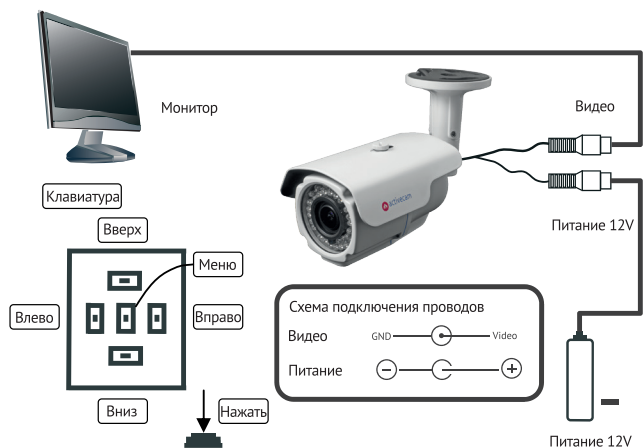 Монитор
Видео
Activecam
Клавиатура
Вверх
Питание 12V
Меню
Влево
Вправо
Схема подключения проводов
Видео GND Video
Питание − +
Вниз
Нажать
Питание 12V